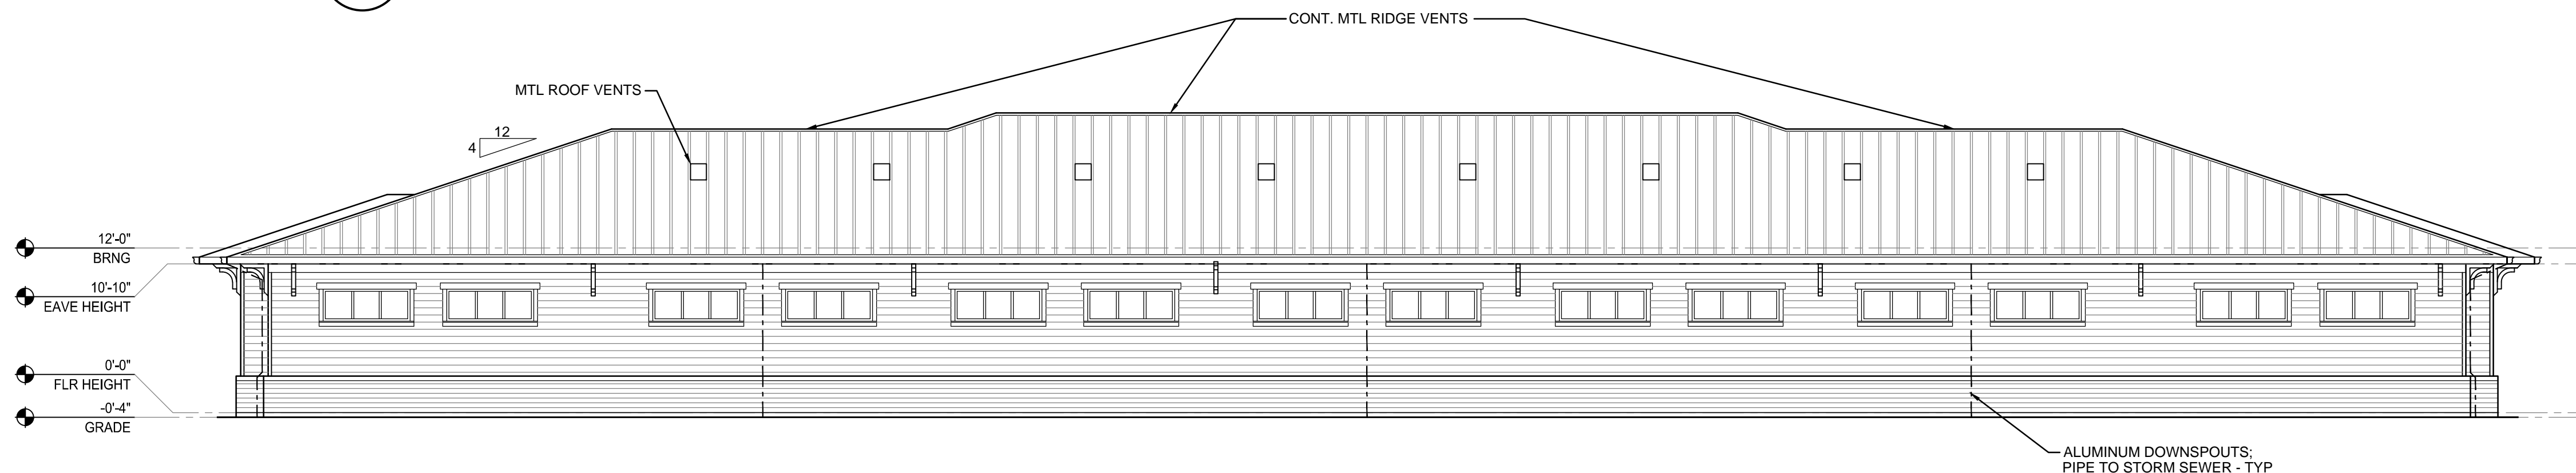 CONT. MTL RIDGE VENTS
MTL ROOF VENTS
12
4
12'-0"
BRNG
10'-10"
EAVE HEIGHT
0'-0"
FLR HEIGHT
-0'-4"
GRADE
ALUMINUM DOWNSPOUTS;
PIPE TO STORM SEWER - TYP